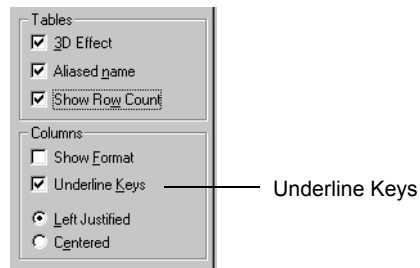 Tables
3D Effect
Aliased name
Show Row Count
Columns
Show Format
Underline Keys
Underline Keys
Left Justified
Centered